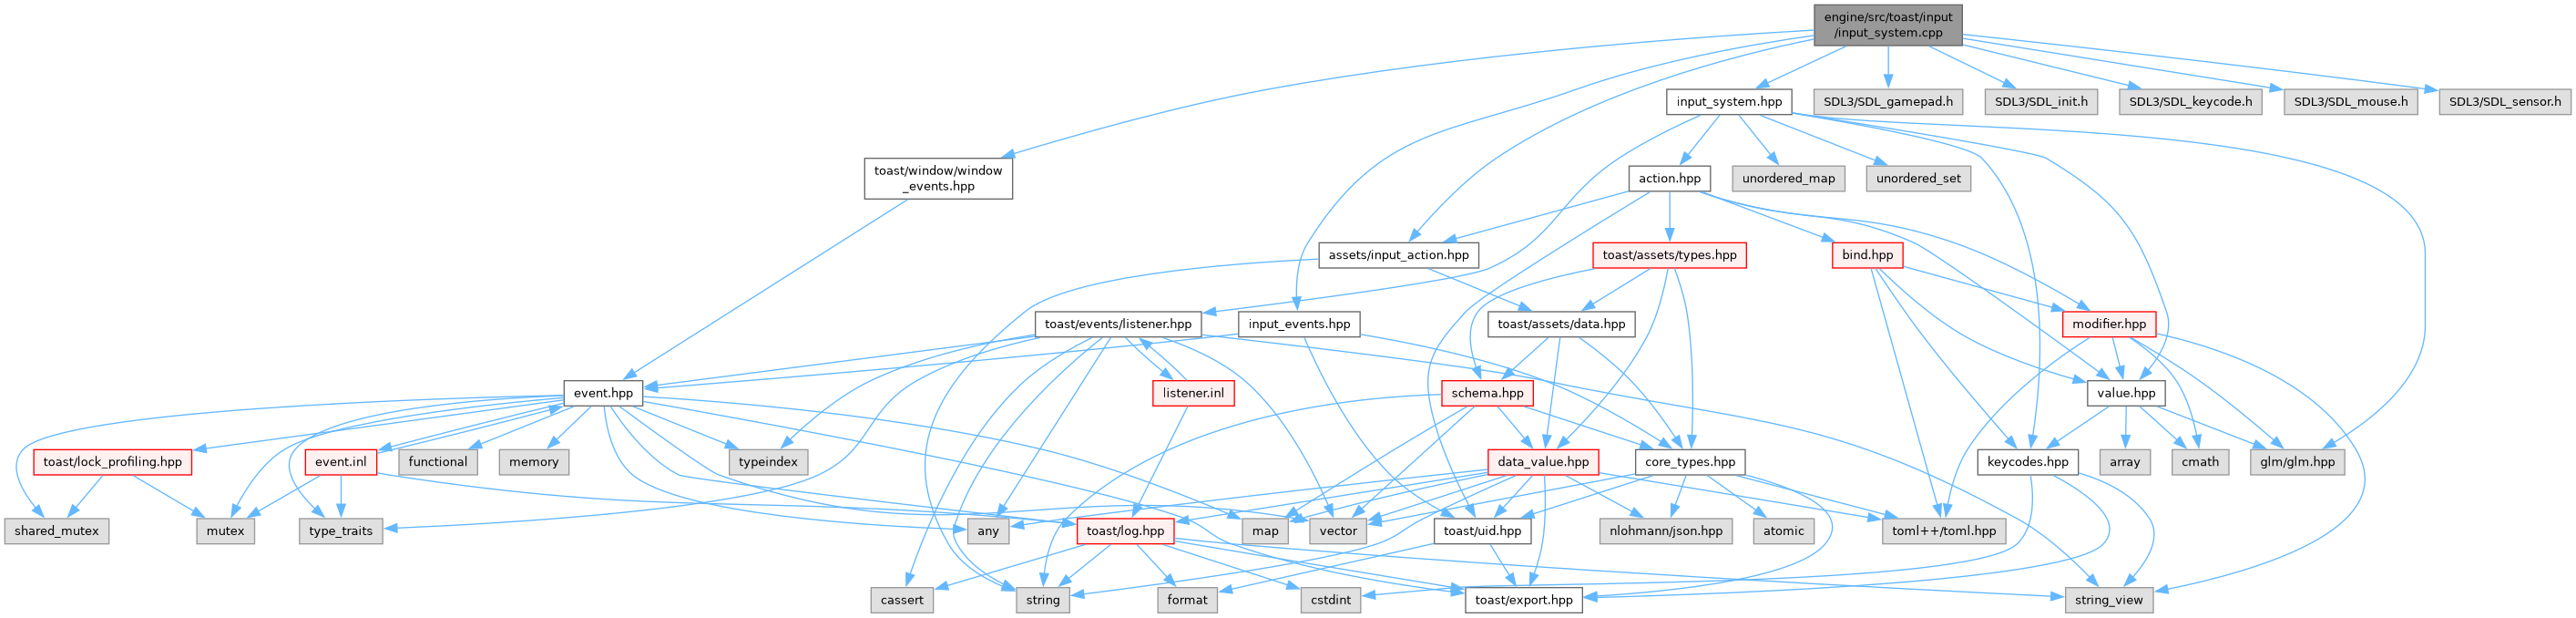 engine/src/toast/input
/input_system.cpp
input_system.hpp
SDL3/SDL_gamepad.h
SDL3/SDL_init.h
SDL3/SDL_keycode.h
SDL3/SDL_mouse.h
SDL3/SDL_sensor.h
toast/window/window
_events.hpp
action.hpp
unordered_map
unordered_set
assets/input_action.hpp
toast/assets/types.hpp
bind.hpp
toast/events/listener.hpp
input_events.hpp
toast/assets/data.hpp
modifier.hpp
event.hpp
listener.inl
schema.hpp
value.hpp
toast/lock_profiling.hpp
event.inl
functional
memory
typeindex
data_value.hpp
core_types.hpp
keycodes.hpp
array
cmath
glm/glm.hpp
shared_mutex
mutex
type_traits
any
toast/log.hpp
map
vector
toast/uid.hpp
nlohmann/json.hpp
atomic
toml++/toml.hpp
cassert
string
format
cstdint
toast/export.hpp
string_view